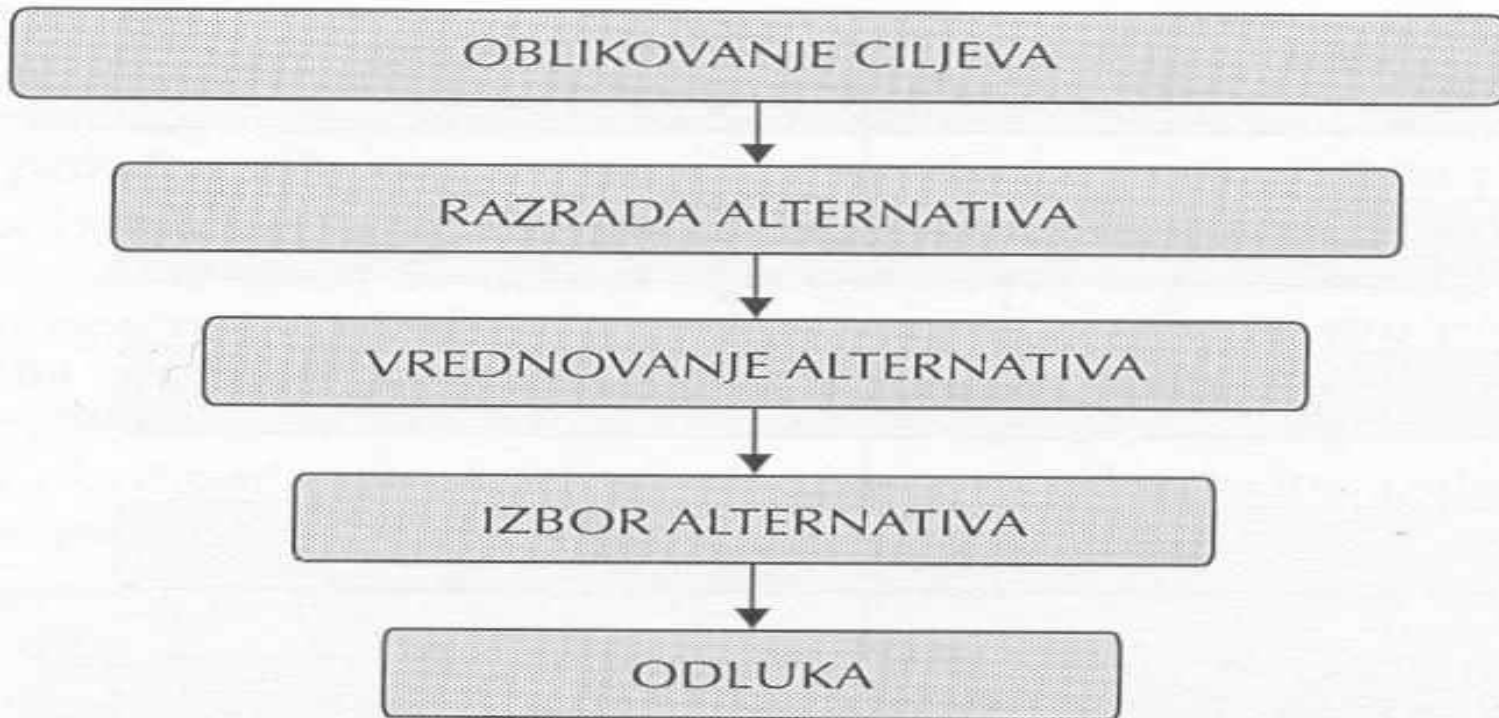 OBLIKOVANJE CILJEVA
RAZRADA ALTERNATIVA
VREDNOVANJE ALTERNATIVA
IZBOR ALTERNATIVA
ODLUKA